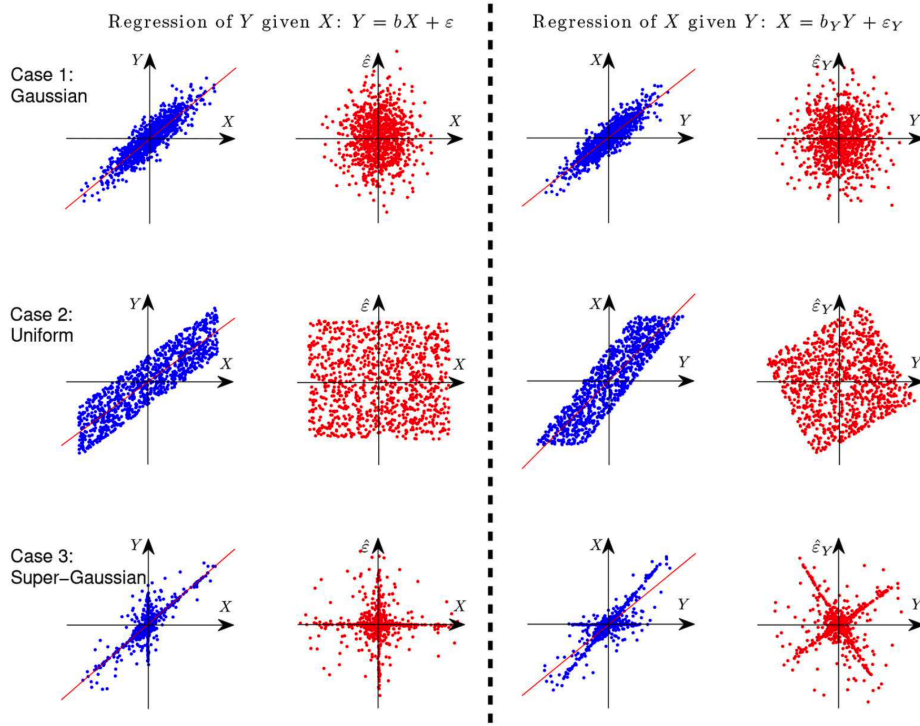 Regression of Y given X: Y = bX + ε
Regression of X given Y: X = b_Y Y + ε_Y
Case 1:
Gaussian
Y
X
ε̂
X
X
Y
ε̂_Y
Y
Case 2:
Uniform
Y
X
ε̂
X
X
Y
ε̂_Y
Y
Case 3:
Super-Gaussian
Y
X
ε̂
X
X
Y
ε̂_Y
Y